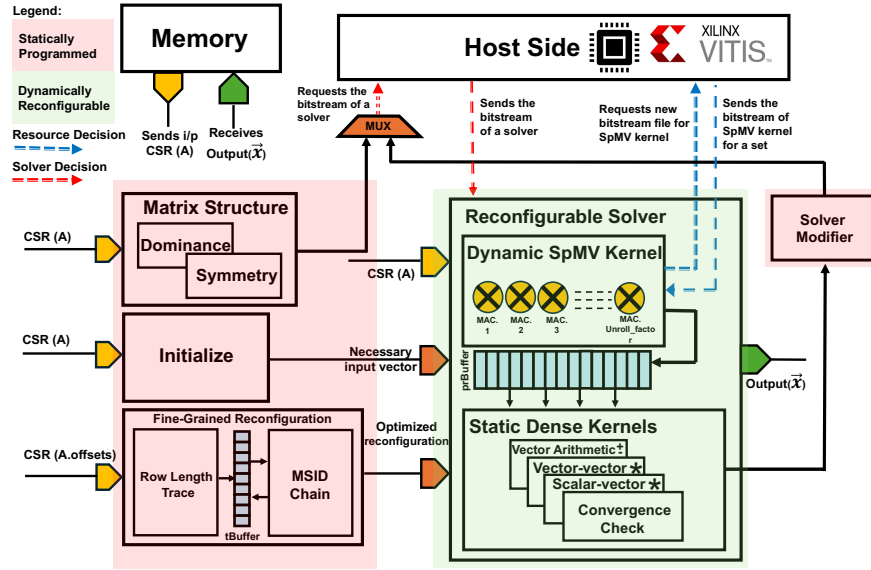 Legend:
Statically
Programmed
Dynamically
Reconfigurable
Resource Decision
Solver Decision
Memory
Sends i/p
CSR (A)
Receives
Output(x⃗)
Host Side
XILINX
VITIS™
Requests the
bitstream of a
solver
MUX
Sends the
bitstream
of a solver
Requests new
bitstream file for
SpMV kernel
Sends the
bitstream of
SpMV kernel
for a set
CSR (A)
Matrix Structure
Dominance
Symmetry
CSR (A)
Initialize
Necessary
input vector
CSR (A.offsets)
Fine-Grained Reconfiguration
Row Length
Trace
tBuffer
MSID
Chain
Optimized
reconfiguration
Reconfigurable Solver
CSR (A)
Dynamic SpMV Kernel
MAC.
1
MAC.
2
MAC.
3
MAC.
Unroll_facto
r
prBuffer
Static Dense Kernels
Vector Arithmetic ±
Vector-vector *
Scalar-vector *
Convergence
Check
Solver
Modifier
Output(x⃗)